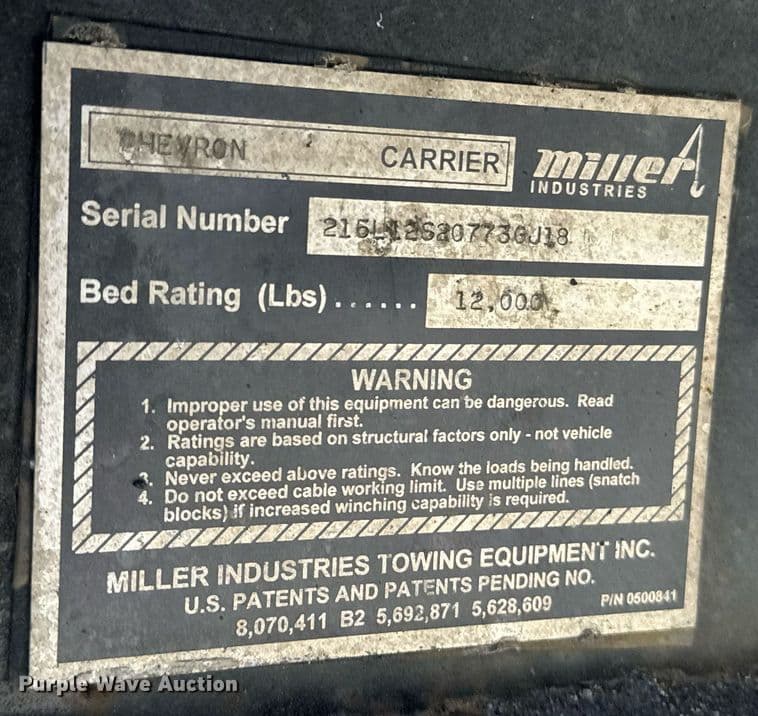 CHEVRON CARRIER
miller
INDUSTRIES
Serial Number 216L12S20773GJ18
Bed Rating (Lbs)...... 12,000
WARNING
1. Improper use of this equipment can be dangerous. Read
operator's manual first.
2. Ratings are based on structural factors only - not vehicle
capability.
3. Never exceed above ratings. Know the loads being handled.
4. Do not exceed cable working limit. Use multiple lines (snatch
blocks) if increased winching capability is required.
MILLER INDUSTRIES TOWING EQUIPMENT INC.
U.S. PATENTS AND PATENTS PENDING NO.
8,070,411 B2 5,692,871 5,628,609
P/N 0500841
Purple Wave Auction